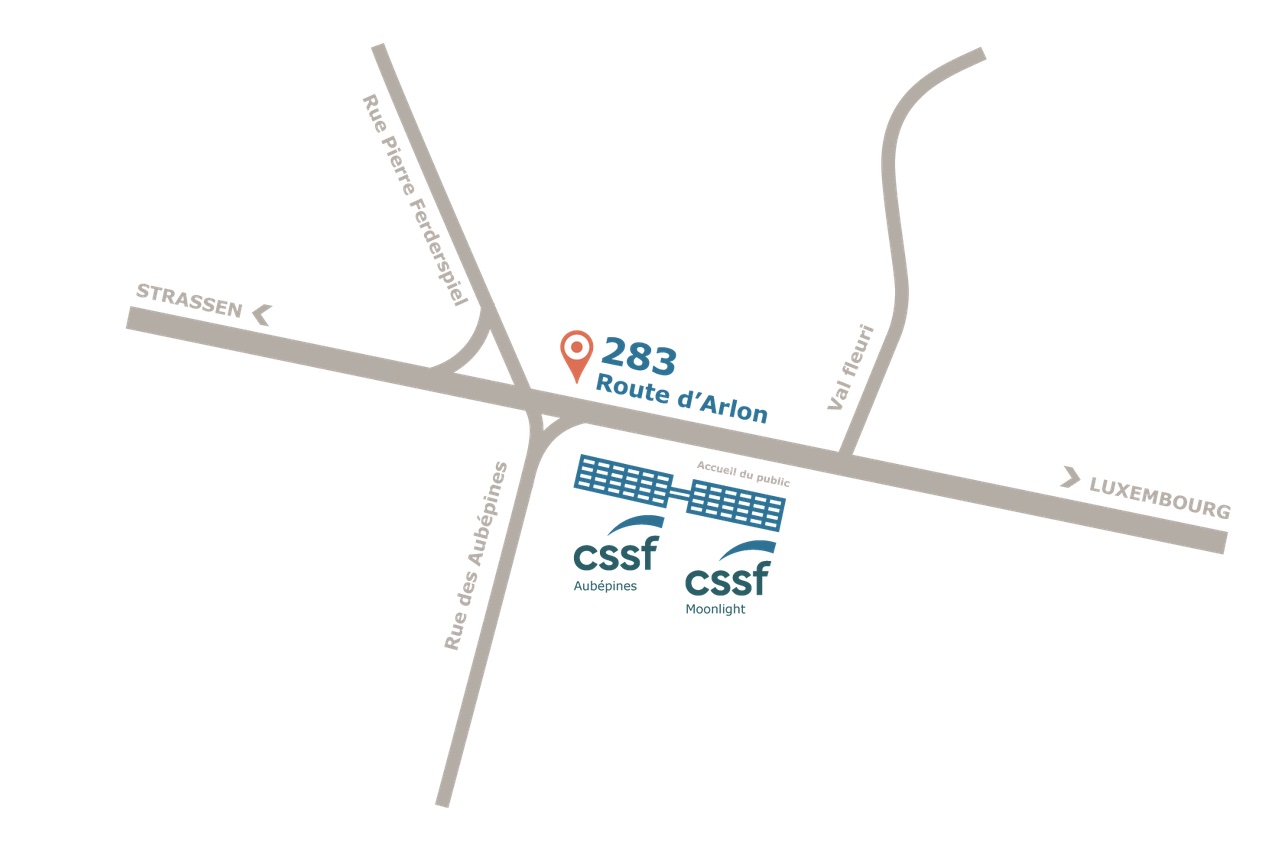 Rue Pierre Ferderspiel
STRASSEN
283
Route d'Arlon
Val fleuri
LUXEMBOURG
Accueil du public
Rue des Aubépines
cssf
Aubépines
cssf
Moonlight